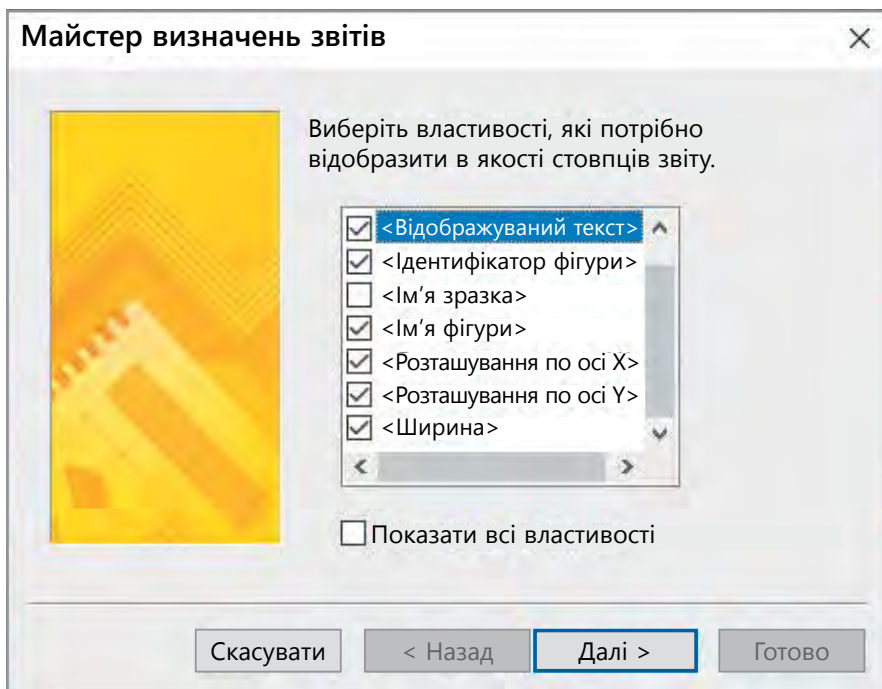 Майстер визначень звітів
Виберіть властивості, які потрібно
відобразити в якості стовпців звіту.
<Відображуваний текст>
<Ідентифікатор фігури>
<Ім’я зразка>
<Ім’я фігури>
<Розташування по осі X>
<Розташування по осі Y>
<Ширина>
Показати всі властивості
Скасувати
< Назад
Далі >
Готово